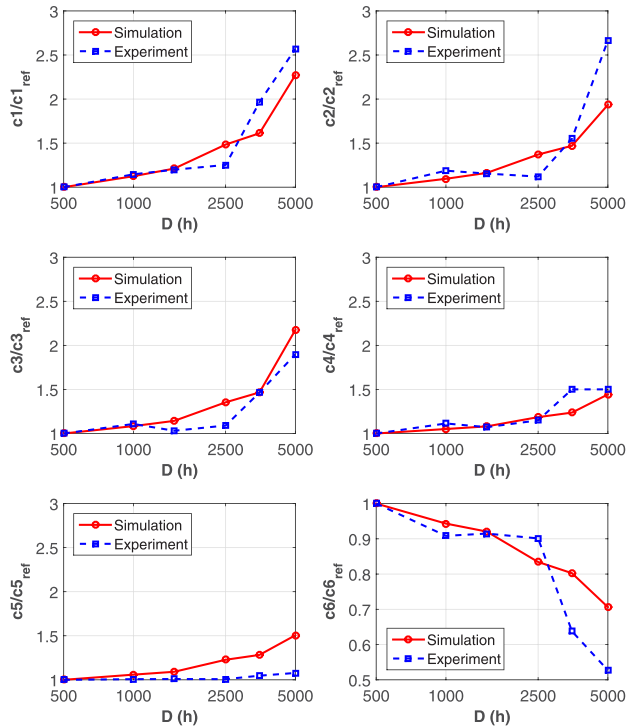 3
2.5
2
1.5
1
c1/c1ref
Simulation
Experiment
500
1000
2500
5000
D (h)
3
2.5
2
1.5
1
c2/c2ref
Simulation
Experiment
500
1000
2500
5000
D (h)
3
2.5
2
1.5
1
c3/c3ref
Simulation
Experiment
500
1000
2500
5000
D (h)
3
2.5
2
1.5
1
c4/c4ref
Simulation
Experiment
500
1000
2500
5000
D (h)
3
2.5
2
1.5
1
c5/c5ref
Simulation
Experiment
500
1000
2500
5000
D (h)
1
0.9
0.8
0.7
0.6
0.5
c6/c6ref
Simulation
Experiment
500
1000
2500
5000
D (h)